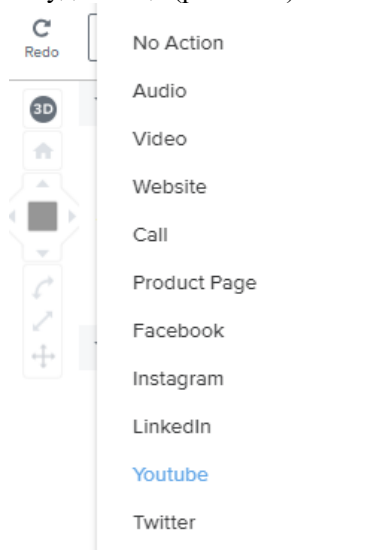 Redo
No Action
Audio
3D
Video
Website
Call
Product Page
Facebook
Instagram
LinkedIn
Youtube
Twitter